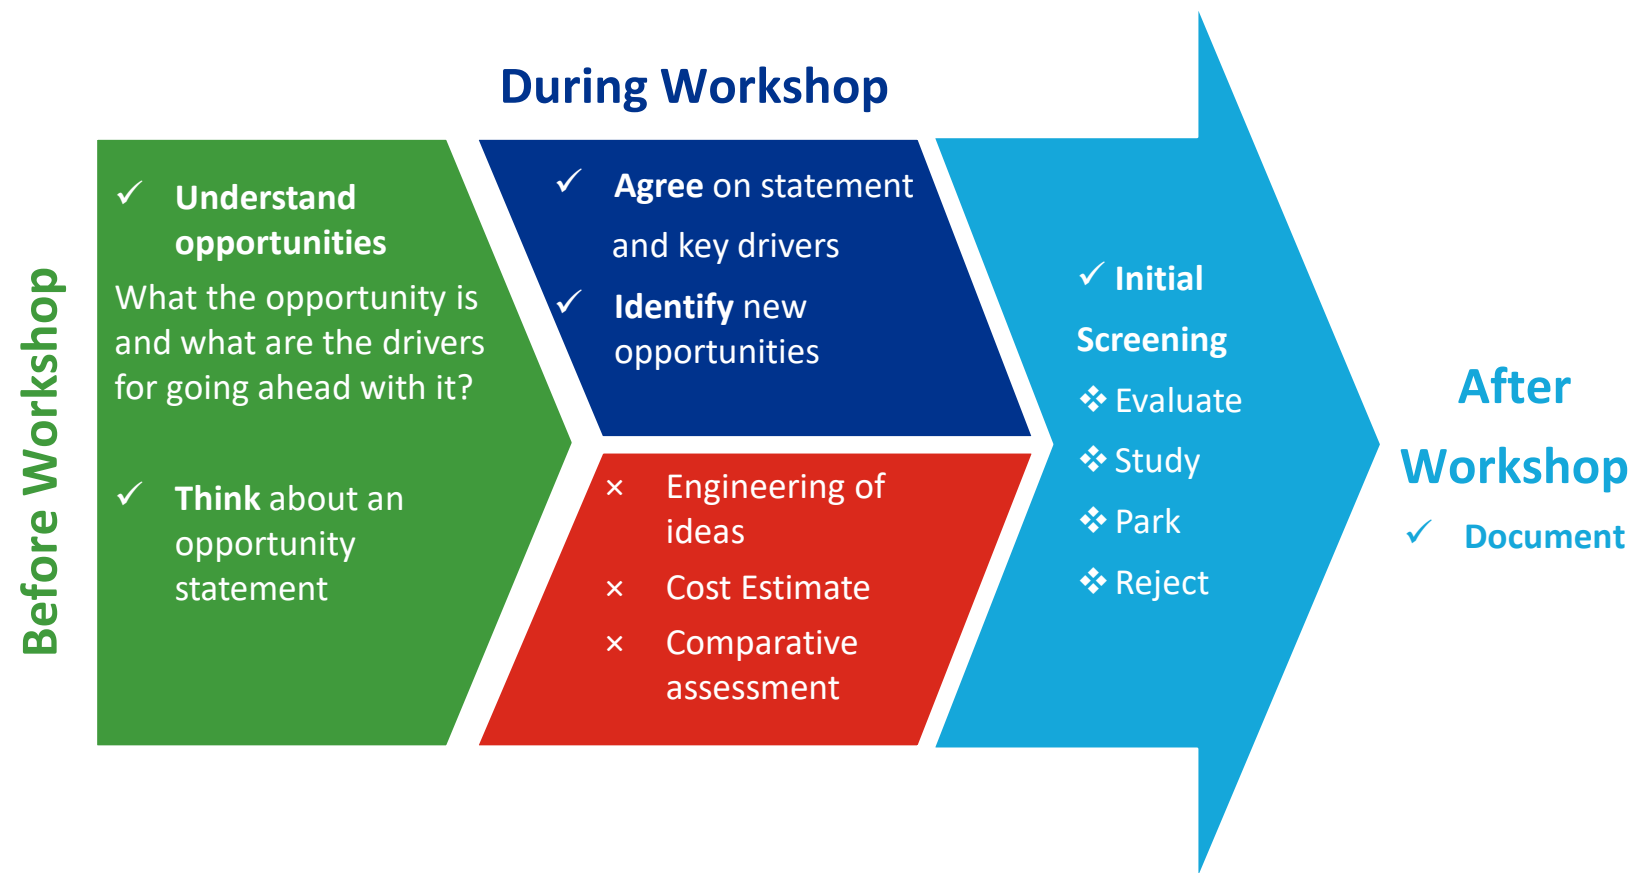 Before Workshop
✓ Understand
opportunities
What the opportunity is
and what are the drivers
for going ahead with it?
✓ Think about an
opportunity
statement
During Workshop
✓ Agree on statement
and key drivers
✓ Identify new
opportunities
× Engineering of
ideas
× Cost Estimate
× Comparative
assessment
✓ Initial
Screening
❖ Evaluate
❖ Study
❖ Park
❖ Reject
After
Workshop
✓ Document